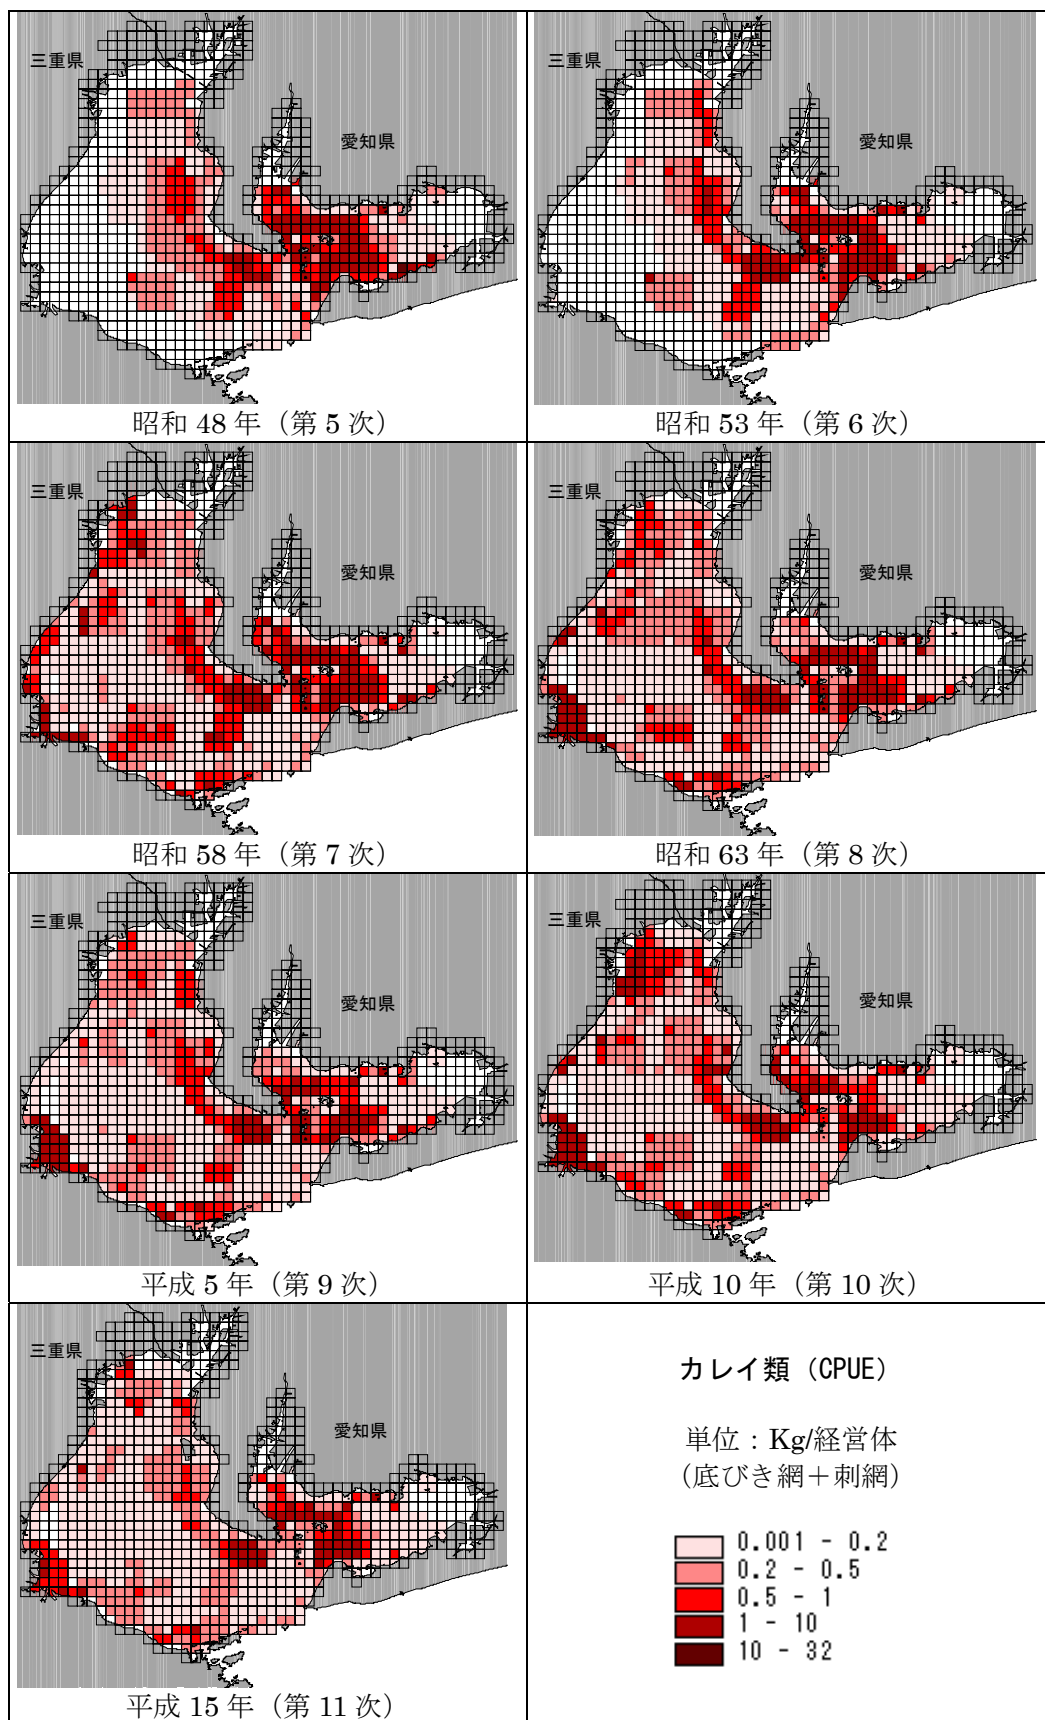 三重県
愛知県
昭和 48 年（第 5 次）
三重県
愛知県
昭和 53 年（第 6 次）
三重県
愛知県
昭和 58 年（第 7 次）
三重県
愛知県
昭和 63 年（第 8 次）
三重県
愛知県
平成 5 年（第 9 次）
三重県
愛知県
平成 10 年（第 10 次）
三重県
愛知県
平成 15 年（第 11 次）
カレイ類（CPUE）
単位：Kg/経営体
（底びき網＋刺網）
0.001 - 0.2
0.2 - 0.5
0.5 - 1
1 - 10
10 - 32